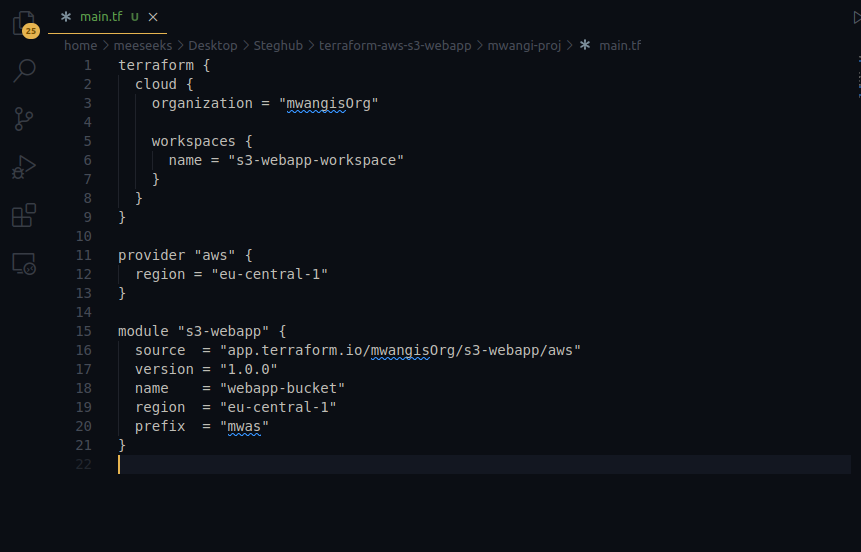 25
main.tf U
home > meeseeks > Desktop > Steghub > terraform-aws-s3-webapp > mwangi-proj > main.tf
1 terraform {
2 cloud {
3 organization = "mwangisOrg"
4
5 workspaces {
6 name = "s3-webapp-workspace"
7 }
8 }
9 }
10
11 provider "aws" {
12 region = "eu-central-1"
13 }
14
15 module "s3-webapp" {
16 source  = "app.terraform.io/mwangisOrg/s3-webapp/aws"
17 version = "1.0.0"
18 name    = "webapp-bucket"
19 region  = "eu-central-1"
20 prefix  = "mwas"
21 }
22